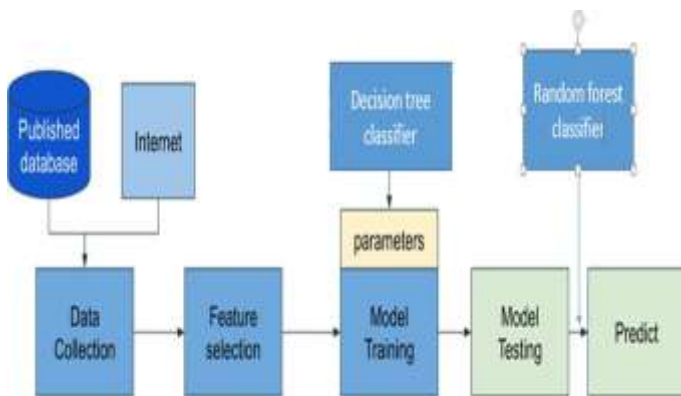 Published
database
Internet
Decision tree
classifier
Random forest
classifier
parameters
Data
Collection
Feature
selection
Model
Training
Model
Testing
Predict